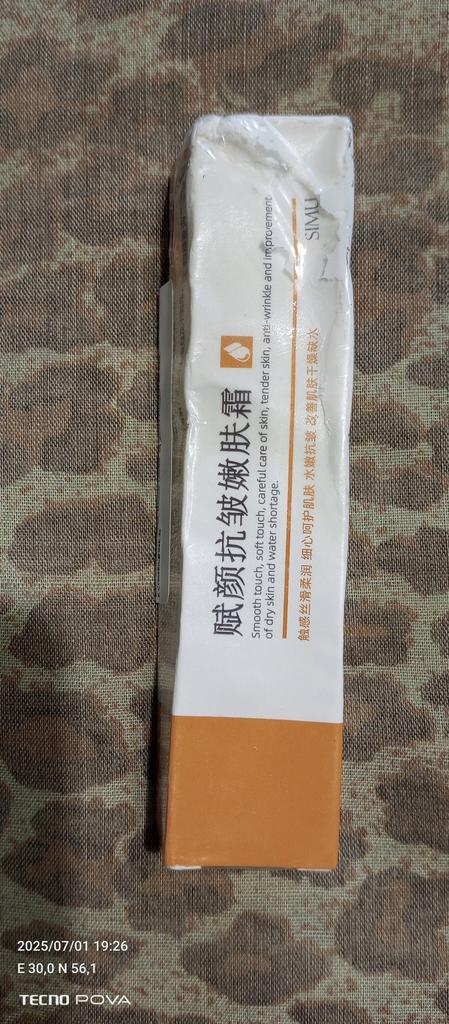 赋颜抗皱嫩肤霜
Smooth touch, soft touch, careful care of skin, tender skin, anti-wrinkle and improvement
of dry skin and water shortage.
触感丝滑柔润 细心呵护肌肤 水嫩抗皱 改善肌肤干燥缺水
SIMU
2025/07/01 19:26
E 30,0 N 56,1
TECNO POVA